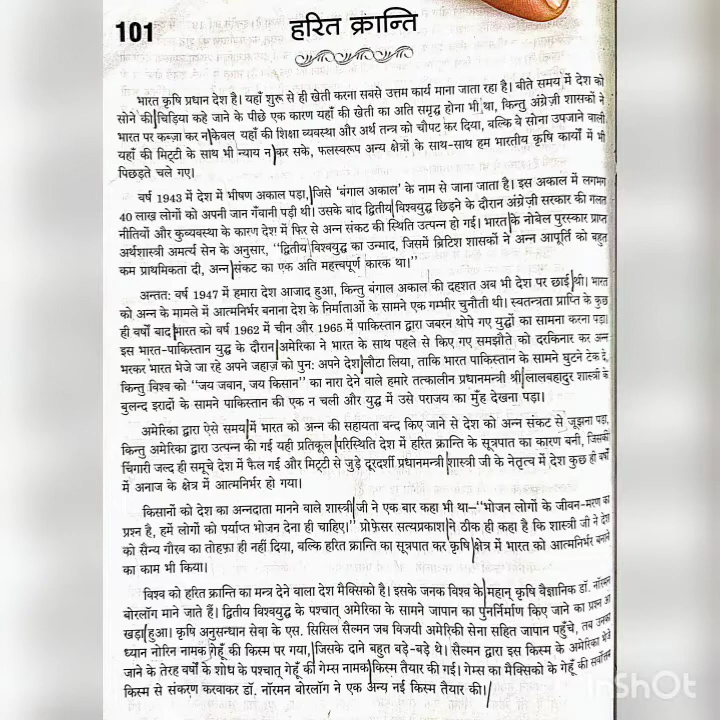 101
हरित क्रान्ति
भारत कृषि प्रधान देश है। यहाँ शुरू से ही खेती करना सबसे उत्तम कार्य माना जाता रहा है। बीते समय में देश को
सोने की चिड़िया कहे जाने के पीछे एक कारण यहाँ की खेती का अति समृद्ध होना भी था, किन्तु अंग्रेज़ी शासकों ने
भारत पर कब्ज़ा कर न केवल यहाँ की शिक्षा व्यवस्था और अर्थ तन्त्र को चौपट कर दिया, बल्कि वे सोना उपजाने वाली
यहाँ की मिट्टी के साथ भी न्याय न कर सके, फलस्वरूप अन्य क्षेत्रों के साथ-साथ हम भारतीय कृषि कार्यों में भी
पिछड़ते चले गए।
वर्ष 1943 में देश में भीषण अकाल पड़ा, जिसे 'बंगाल अकाल' के नाम से जाना जाता है। इस अकाल में लगभग
40 लाख लोगों को अपनी जान गँवानी पड़ी थी। उसके बाद द्वितीय विश्वयुद्ध छिड़ने के दौरान अंग्रेज़ी सरकार की गलत
नीतियों और कुव्यवस्था के कारण देश में फिर से अन्न संकट की स्थिति उत्पन्न हो गई। भारत के नोबेल पुरस्कार प्राप्त
अर्थशास्त्री अमर्त्य सेन के अनुसार, "द्वितीय विश्वयुद्ध का उन्माद, जिसमें ब्रिटिश शासकों ने अन्न आपूर्ति को बहुत
कम प्राथमिकता दी, अन्न संकट का एक अति महत्त्वपूर्ण कारक था।"
अन्ततः वर्ष 1947 में हमारा देश आजाद हुआ, किन्तु बंगाल अकाल की दहशत अब भी देश पर छाई थी। भारत
को अन्न के मामले में आत्मनिर्भर बनाना देश के निर्माताओं के सामने एक गम्भीर चुनौती थी। स्वतन्त्रता प्राप्ति के कुछ
ही वर्षों बाद भारत को वर्ष 1962 में चीन और 1965 में पाकिस्तान द्वारा जबरन थोपे गए युद्धों का सामना करना पड़ा।
इस भारत-पाकिस्तान युद्ध के दौरान अमेरिका ने भारत के साथ पहले से किए गए समझौते को दरकिनार कर अन्न
भरकर भारत भेजे जा रहे अपने जहाज़ को पुनः अपने देश लौटा लिया, ताकि भारत पाकिस्तान के सामने घुटने टेक दे,
किन्तु विश्व को "जय जवान, जय किसान" का नारा देने वाले हमारे तत्कालीन प्रधानमन्त्री श्री लालबहादुर शास्त्री के
बुलन्द इरादों के सामने पाकिस्तान की एक न चली और युद्ध में उसे पराजय का मुँह देखना पड़ा।
अमेरिका द्वारा ऐसे समय में भारत को अन्न की सहायता बन्द किए जाने से देश को अन्न संकट से जूझना पड़ा,
किन्तु अमेरिका द्वारा उत्पन्न की गई यही प्रतिकूल परिस्थिति देश में हरित क्रान्ति के सूत्रपात का कारण बनी, जिसकी
चिंगारी जल्द ही समूचे देश में फैल गई और मिट्टी से जुड़े दूरदर्शी प्रधानमन्त्री शास्त्री जी के नेतृत्व में देश कुछ ही वर्षों
में अनाज के क्षेत्र में आत्मनिर्भर हो गया।
किसानों को देश का अन्नदाता मानने वाले शास्त्री जी ने एक बार कहा भी था—"भोजन लोगों के जीवन-मरण का
प्रश्न है, हमें लोगों को पर्याप्त भोजन देना ही चाहिए।" प्रोफ़ेसर सत्यप्रकाश ने ठीक ही कहा है कि शास्त्री जी ने देश
को सैन्य गौरव का तोहफ़ा ही नहीं दिया, बल्कि हरित क्रान्ति का सूत्रपात कर कृषि क्षेत्र में भारत को आत्मनिर्भर बनाने
का काम भी किया।
विश्व को हरित क्रान्ति का मन्त्र देने वाला देश मैक्सिको है। इसके जनक विश्व के महान् कृषि वैज्ञानिक डॉ. नॉरमन
बोरलॉग माने जाते हैं। द्वितीय विश्वयुद्ध के पश्चात् अमेरिका के सामने जापान का पुनर्निर्माण किए जाने का प्रश्न आ
खड़ा हुआ। कृषि अनुसन्धान सेवा के एस. सिसिल सैल्मन जब विजयी अमेरिकी सेना सहित जापान पहुँचे, तब उनका
ध्यान नोरिन नामक गेहूँ की किस्म पर गया, जिसके दाने बहुत बड़े-बड़े थे। सैल्मन द्वारा इस किस्म के अमेरिका भेजे
जाने के तेरह वर्षों के शोध के पश्चात् गेहूँ की गेम्स नामक किस्म तैयार की गई। गेम्स का मैक्सिको के गेहूँ की सर्वोत्तम
किस्म से संकरण करवाकर डॉ. नॉरमन बोरलॉग ने एक अन्य नई किस्म तैयार की।
InShOt